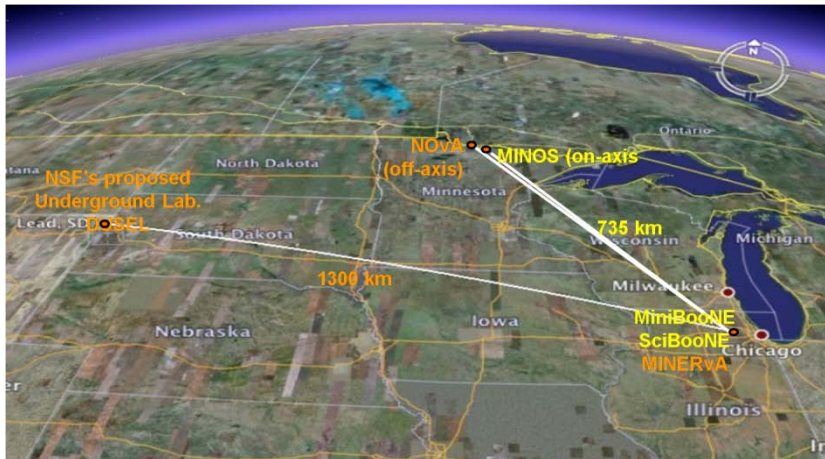 N
Ontario
NOvA
(off-axis)
MINOS (on-axis
North Dakota
Minnesota
NSF's proposed
Underground Lab.
DUSEL
Lead, SD
South Dakota
735 km
Wisconsin
Michigan
1300 km
Milwaukee
Nebraska
Iowa
MiniBooNE
SciBooNE
MINERvA
Chicago
Illinois